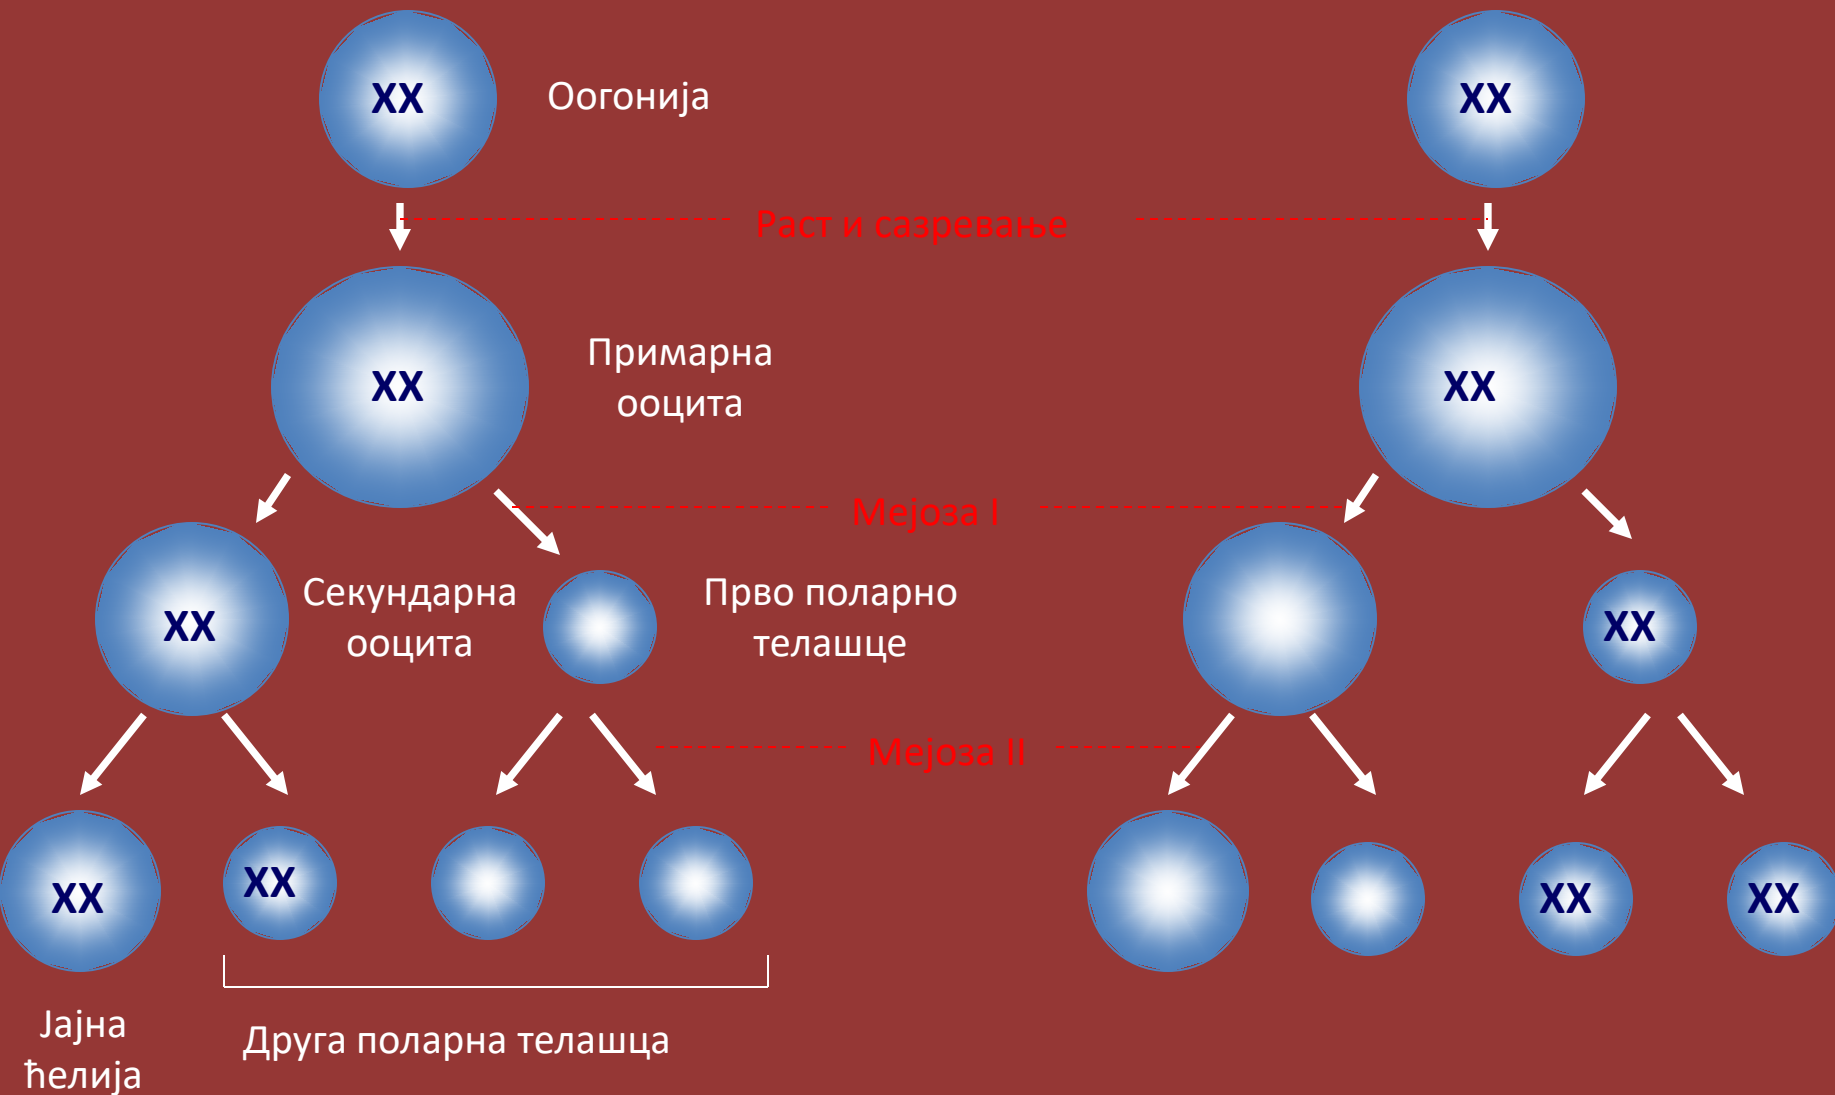 XX
Оогонија
XX
Раст и сазревање
XX
Примарна
ооцита
XX
Мејоза I
XX
Секундарна
ооцита
Прво поларно
телашце
XX
Мејоза II
XX
XX
XX
XX
Јајна
ћелија
Друга поларна телашца